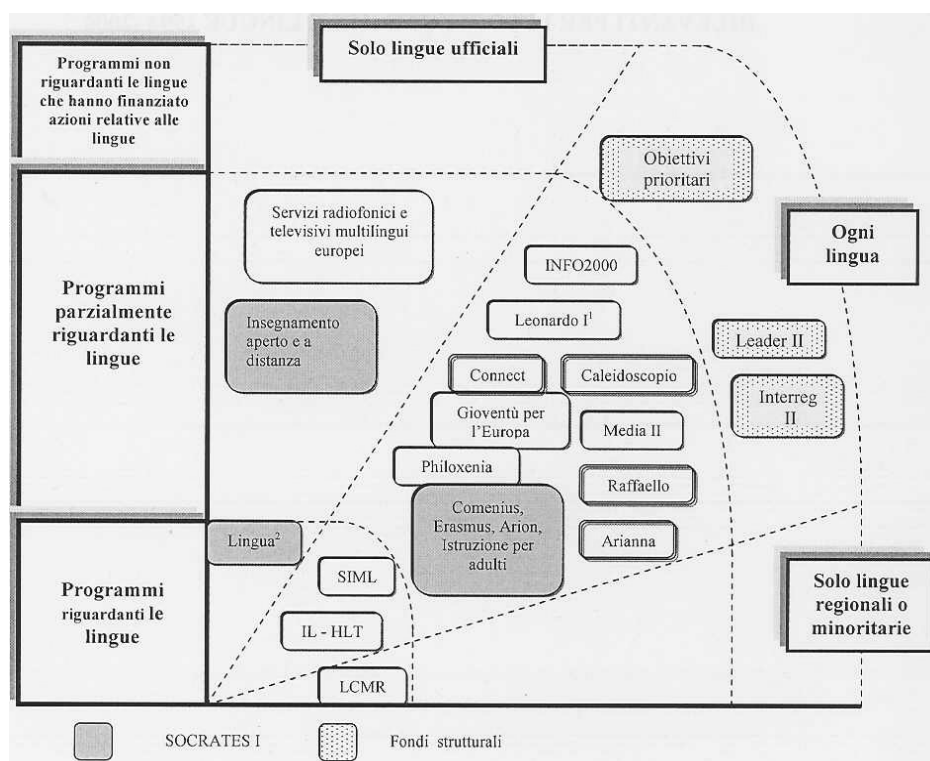 Programmi non
riguardanti le lingue
che hanno finanziato
azioni relative alle
lingue
Solo lingue ufficiali
Obiettivi
prioritari
Servizi radiofonici e
televisivi multilingui
europei
Ogni
lingua
INFO2000
Programmi
parzialmente
riguardanti le
lingue
Insegnamento
aperto e a
distanza
Leonardo I¹
Leader II
Connect
Caleidoscopio
Interreg
II
Gioventù per
l'Europa
Media II
Philoxenia
Raffaello
Comenius,
Erasmus, Arion,
Istruzione per
adulti
Arianna
Programmi
riguardanti le
lingue
Lingua²
SIML
IL - HLT
LCMR
Solo lingue
regionali o
minoritarie
SOCRATES I
Fondi strutturali